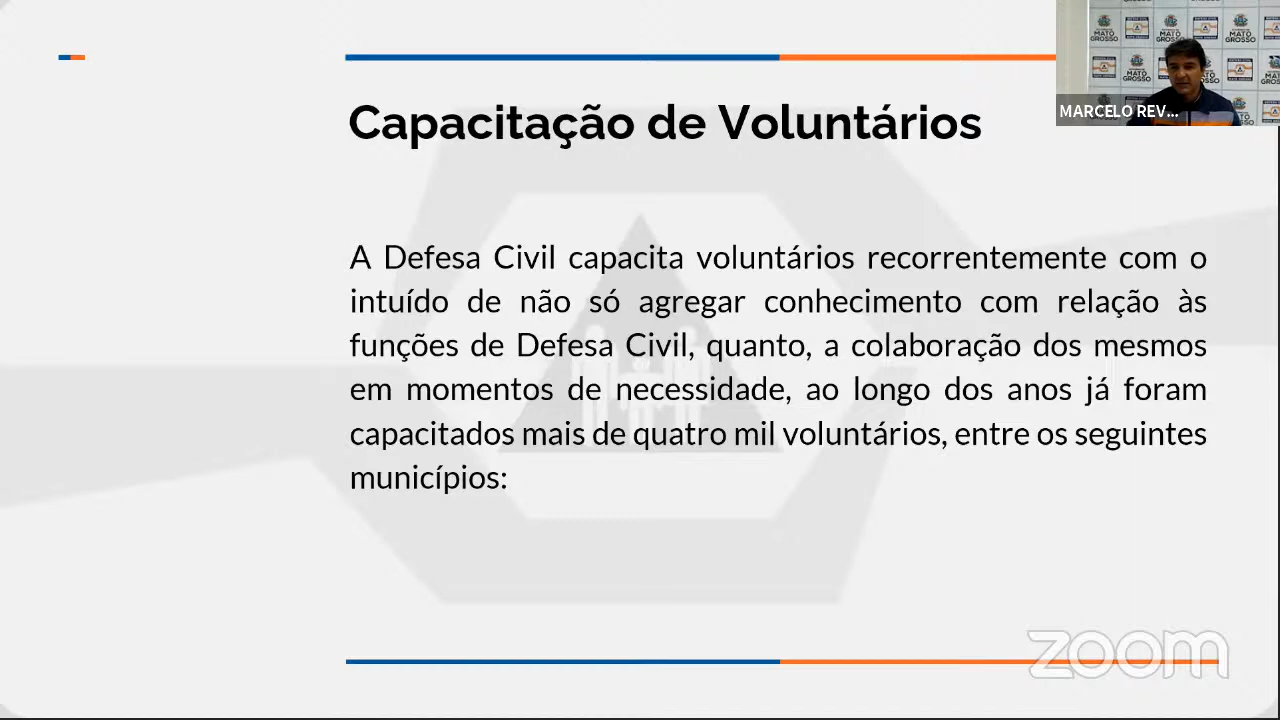 MATO GROSSO
MARCELO REV...
Capacitação de Voluntários
A Defesa Civil capacita voluntários recorrentemente com o
intuído de não só agregar conhecimento com relação às
funções de Defesa Civil, quanto, a colaboração dos mesmos
em momentos de necessidade, ao longo dos anos já foram
capacitados mais de quatro mil voluntários, entre os seguintes
municípios:
zoom